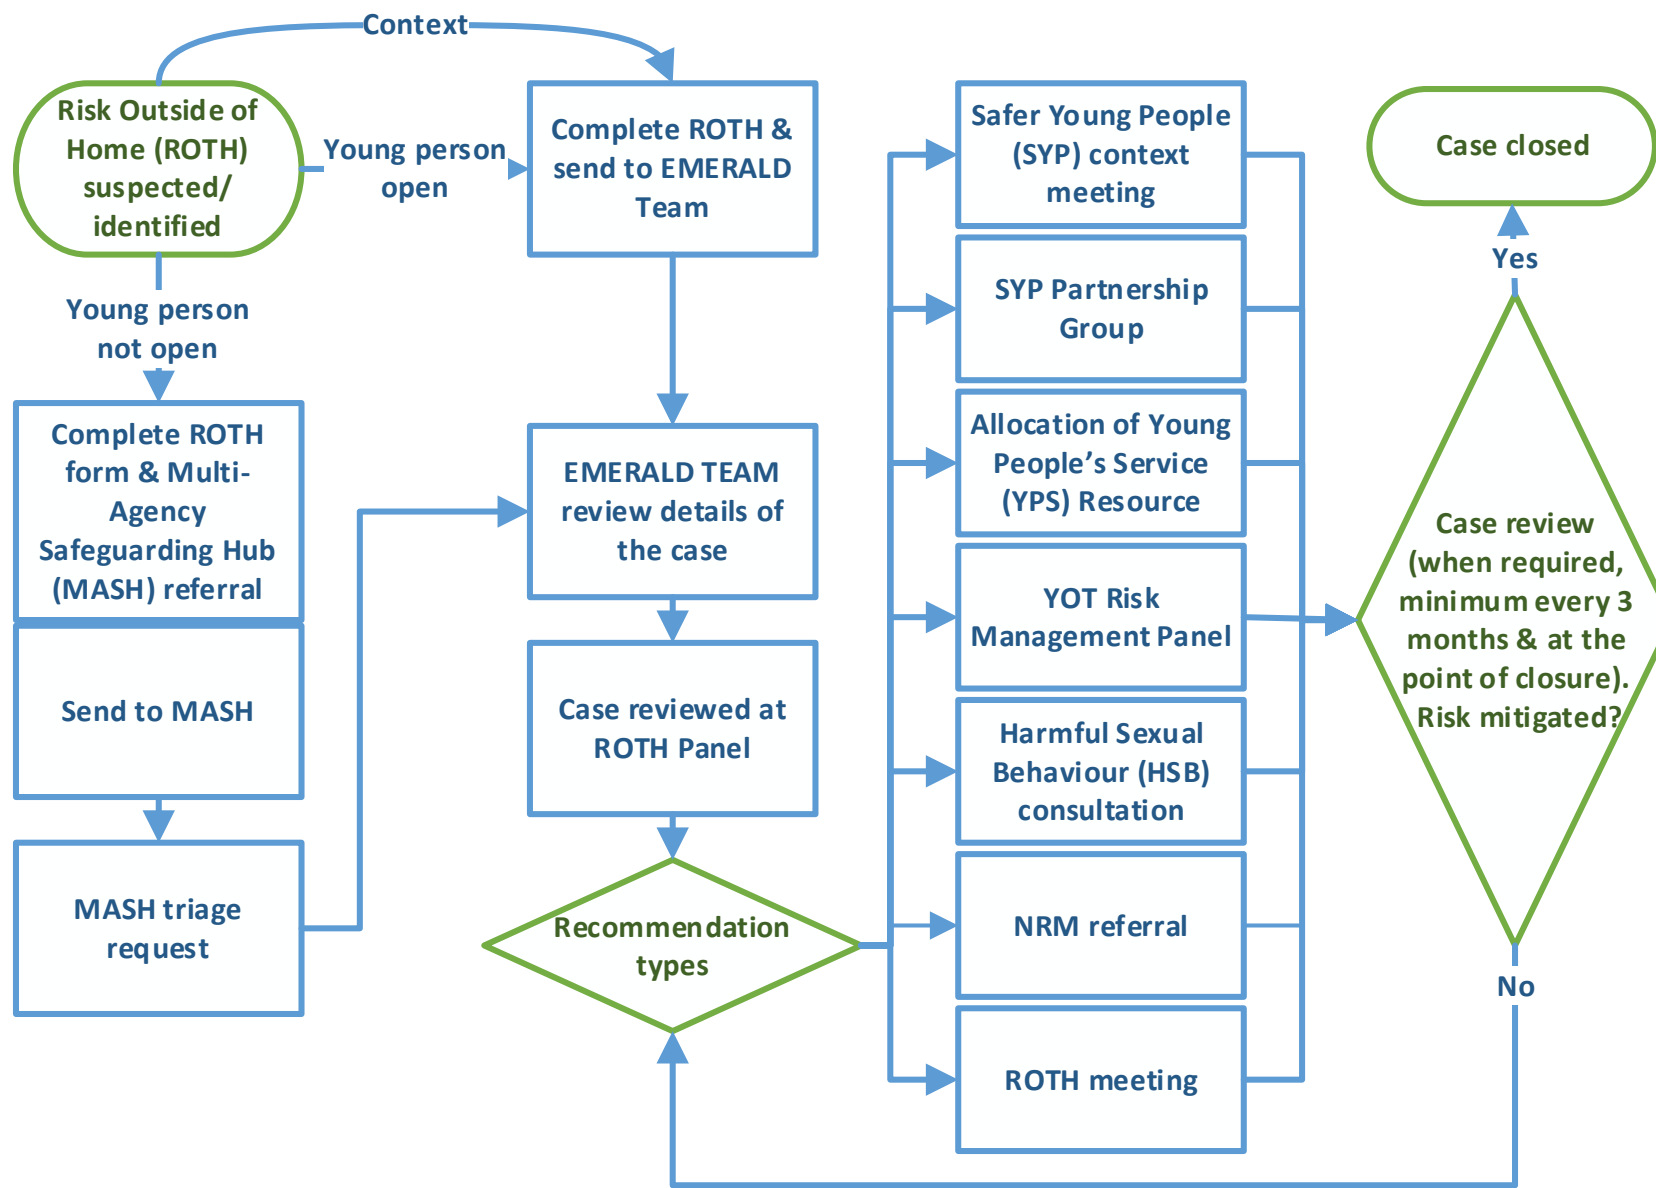 Context
Risk Outside of
Home (ROTH)
suspected/
identified
Young person
open
Complete ROTH &
send to EMERALD
Team
Young person
not open
Complete ROTH
form & Multi-
Agency
Safeguarding Hub
(MASH) referral
Send to MASH
MASH triage
request
EMERALD TEAM
review details of
the case
Case reviewed at
ROTH Panel
Recommendation
types
Safer Young People
(SYP) context
meeting
SYP Partnership
Group
Allocation of Young
People’s Service
(YPS) Resource
YOT Risk
Management Panel
Harmful Sexual
Behaviour (HSB)
consultation
NRM referral
ROTH meeting
Case closed
Yes
Case review
(when required,
minimum every 3
months & at the
point of closure).
Risk mitigated?
No